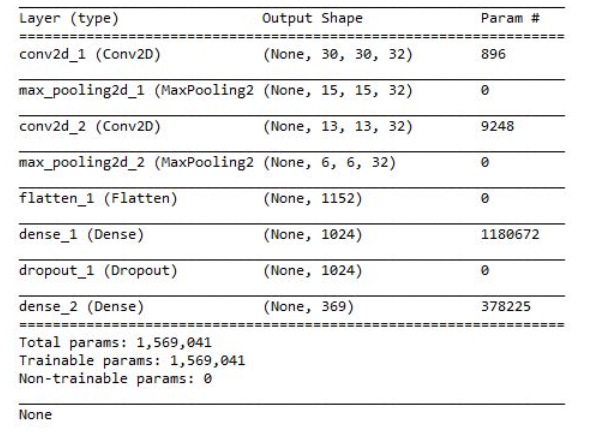 Layer (type) Output Shape Param #
=================================================================
conv2d_1 (Conv2D) (None, 30, 30, 32) 896
max_pooling2d_1 (MaxPooling2 (None, 15, 15, 32) 0
conv2d_2 (Conv2D) (None, 13, 13, 32) 9248
max_pooling2d_2 (MaxPooling2 (None, 6, 6, 32) 0
flatten_1 (Flatten) (None, 1152) 0
dense_1 (Dense) (None, 1024) 1180672
dropout_1 (Dropout) (None, 1024) 0
dense_2 (Dense) (None, 369) 378225
=================================================================
Total params: 1,569,041
Trainable params: 1,569,041
Non-trainable params: 0
None